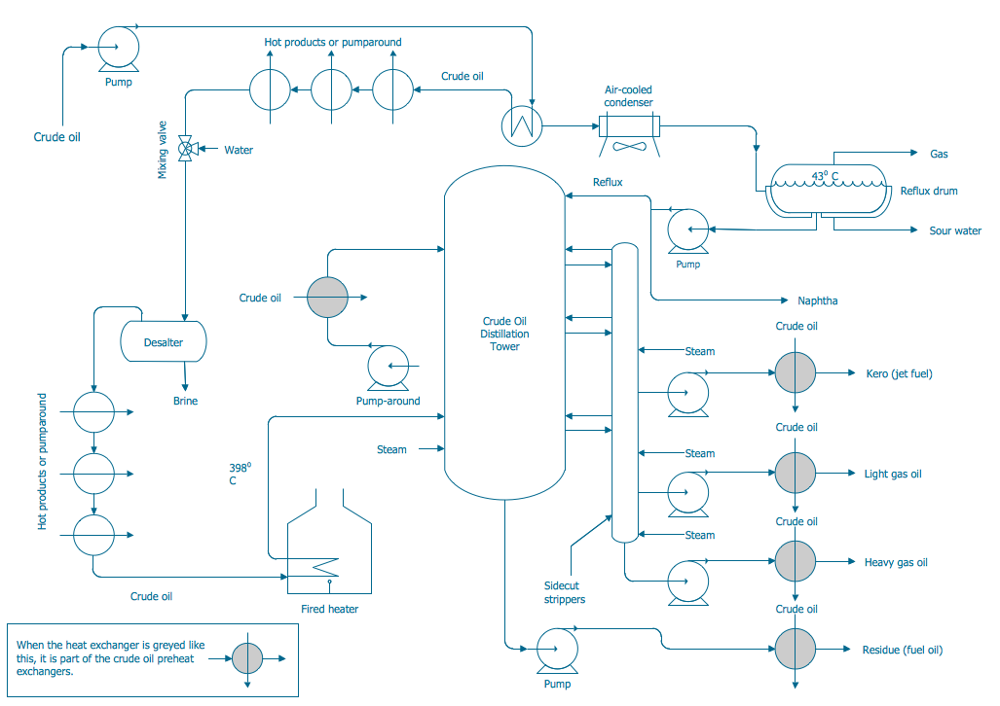 Hot products or pumparound
Crude oil
Air-cooled
condenser
Pump
Crude oil
Mixing valve
Water
Gas
43⁰ C
Reflux
Reflux drum
Sour water
Pump
Crude oil
Naphtha
Crude Oil
Distillation
Tower
Crude oil
Desalter
Steam
Kero (jet fuel)
Brine
Pump-around
Hot products or pumparound
Crude oil
Steam
Steam
398⁰
C
Light gas oil
Crude oil
Steam
Heavy gas oil
Sidecut
strippers
Crude oil
Fired heater
Crude oil
When the heat exchanger is greyed like
this, it is part of the crude oil preheat
exchangers.
Residue (fuel oil)
Pump